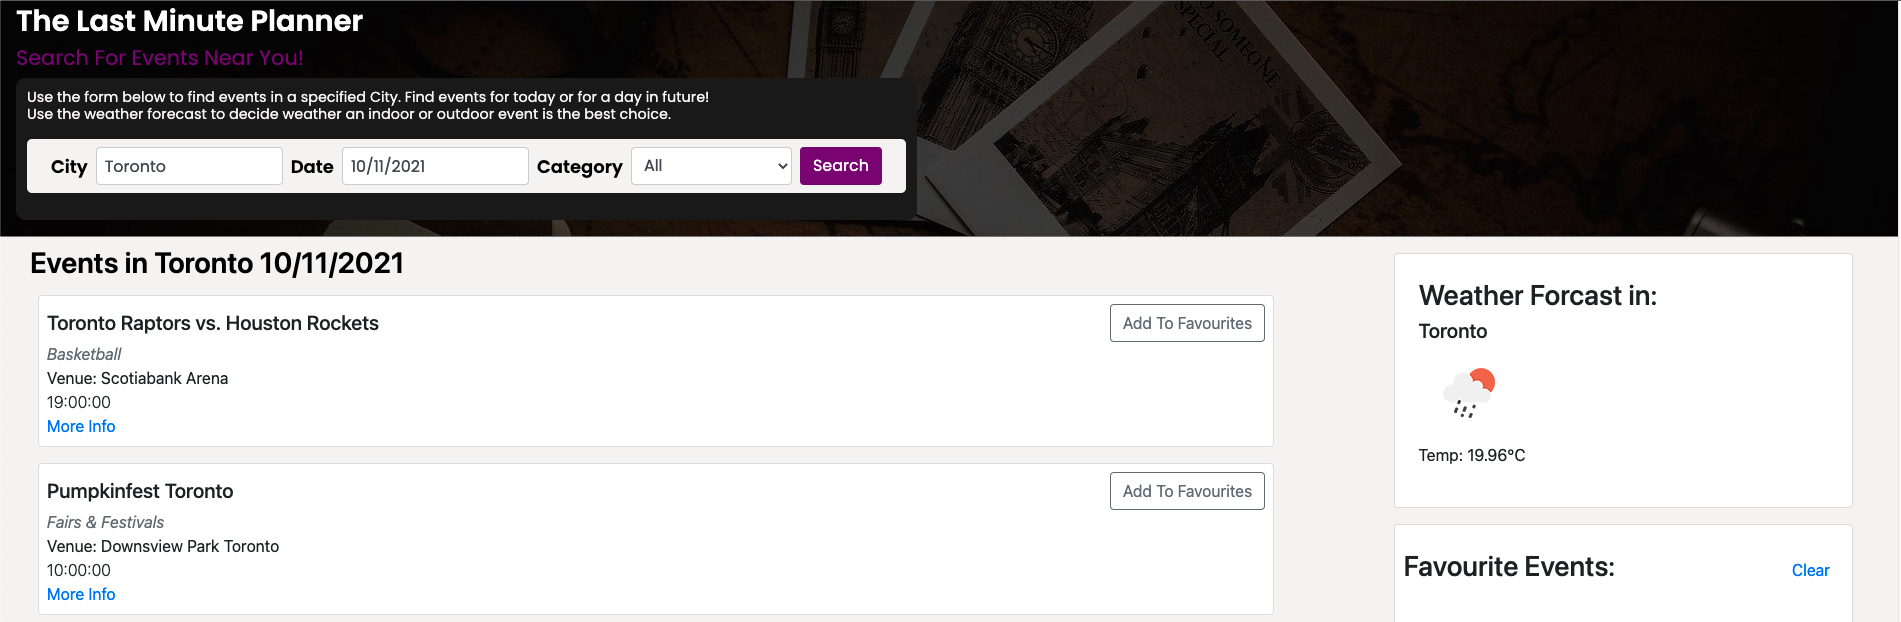 The Last Minute Planner
Search For Events Near You!
TO SOMEONE
SPECIAL
Use the form below to find events in a specified City. Find events for today or for a day in future!
Use the weather forecast to decide weather an indoor or outdoor event is the best choice.
City Toronto Date 10/11/2021 Category All Search
Events in Toronto 10/11/2021
Toronto Raptors vs. Houston Rockets Add To Favourites
Basketball
Venue: Scotiabank Arena
19:00:00
More Info
Pumpkinfest Toronto Add To Favourites
Fairs & Festivals
Venue: Downsview Park Toronto
10:00:00
More Info
Weather Forcast in:
Toronto
Temp: 19.96°C
Favourite Events: Clear